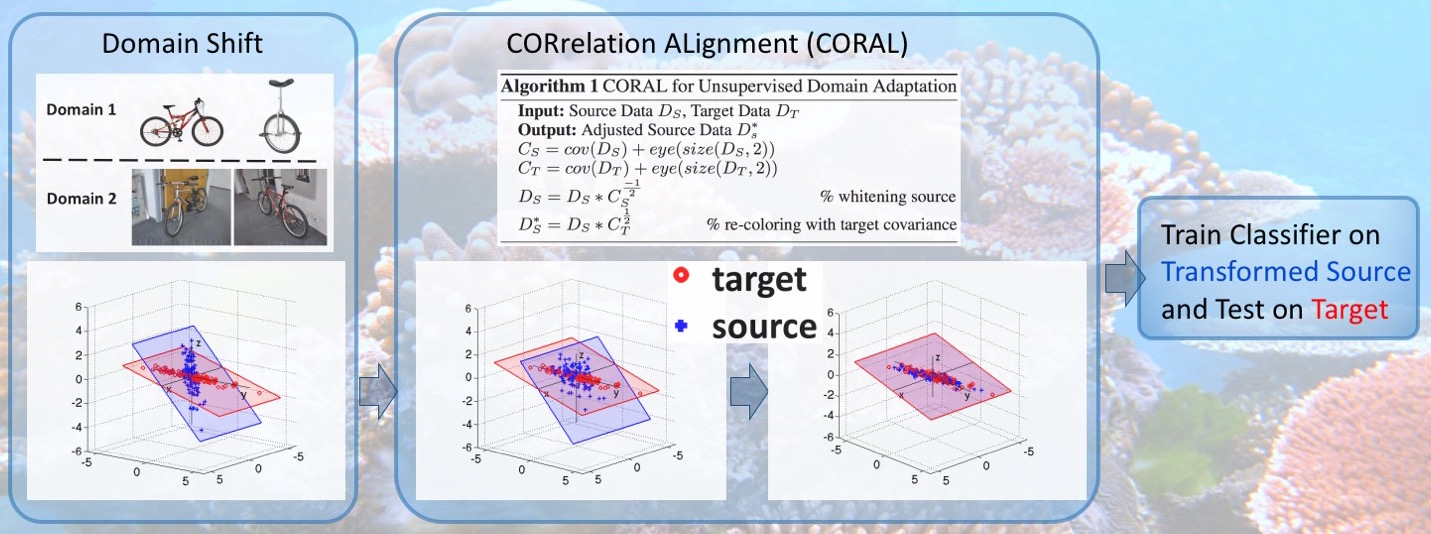 Domain Shift
Domain 1
Domain 2
6
4
2
0
-2
-4
-6
-5
0
5
5
0
-5
x
y
z
CORrelation ALignment (CORAL)
Algorithm 1 CORAL for Unsupervised Domain Adaptation
Input: Source Data D_S, Target Data D_T
Output: Adjusted Source Data D_s^*
C_S = cov(D_S) + eye(size(D_S, 2))
C_T = cov(D_T) + eye(size(D_T, 2))
D_S = D_S * C_S^{\frac{-1}{2}} % whitening source
D_S^* = D_S * C_T^{\frac{1}{2}} % re-coloring with target covariance
target
source
6
4
2
0
-2
-4
-6
-5
0
5
5
0
-5
x
y
z
6
4
2
0
-2
-4
-6
-5
0
5
5
0
-5
x
y
z
Train Classifier on
Transformed Source
and Test on Target